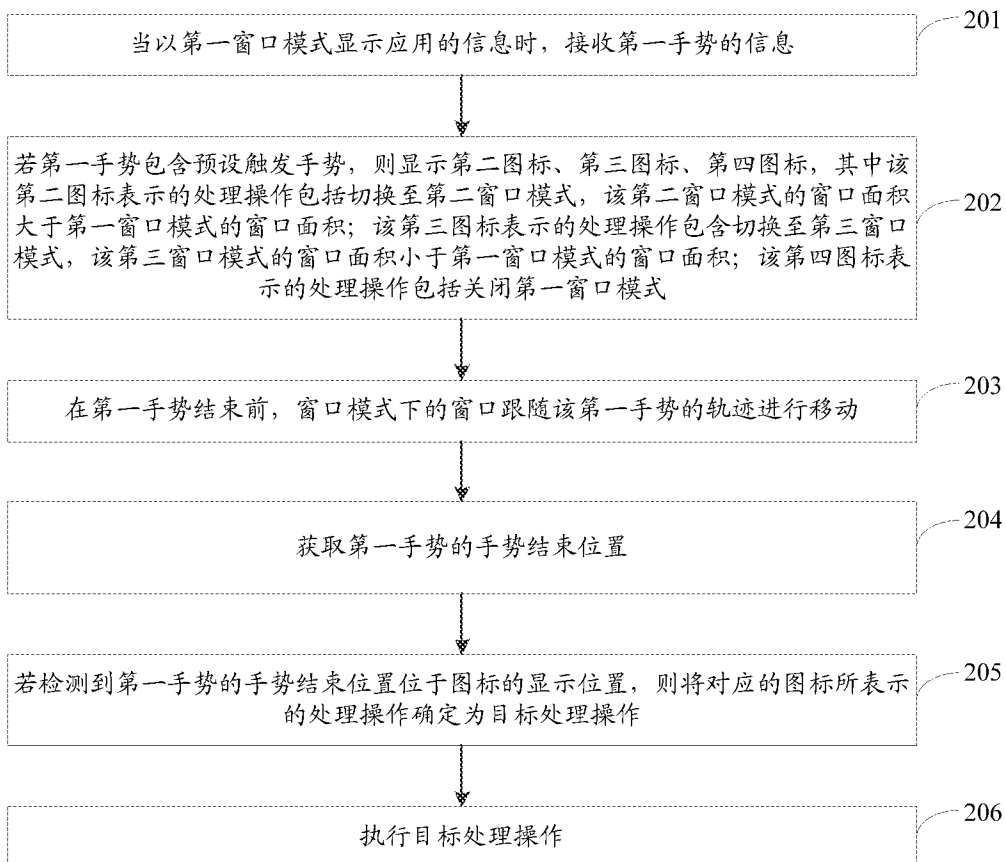 当以第一窗口模式显示应用的信息时，接收第一手势的信息
201
若第一手势包含预设触发手势，则显示第二图标、第三图标、第四图标，其中该
第二图标表示的处理操作包括切换至第二窗口模式，该第二窗口模式的窗口面积
大于第一窗口模式的窗口面积；该第三图标表示的处理操作包含切换至第三窗口
模式，该第三窗口模式的窗口面积小于第一窗口模式的窗口面积；该第四图标表
示的处理操作包括关闭第一窗口模式
202
在第一手势结束前，窗口模式下的窗口跟随该第一手势的轨迹进行移动
203
获取第一手势的手势结束位置
204
若检测到第一手势的手势结束位置位于图标的显示位置，则将对应的图标所表示
的处理操作确定为目标处理操作
205
执行目标处理操作
206